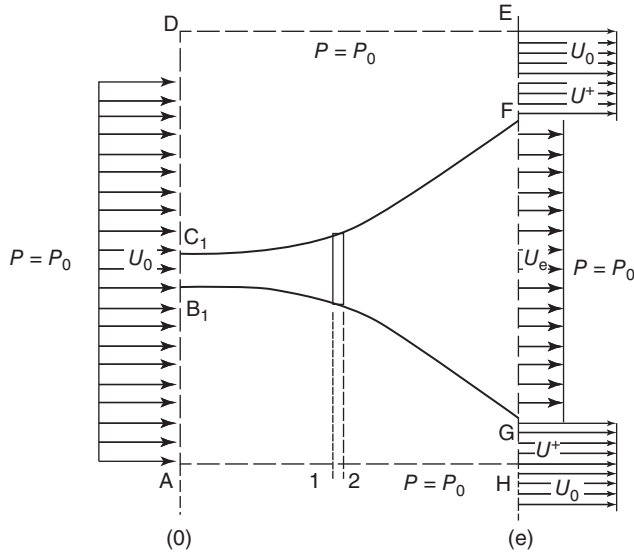 D
E
P = P₀
U₀
U⁺
F
C₁
P = P₀
U₀
Uₑ
P = P₀
B₁
G
U⁺
A
1
2
P = P₀
H
U₀
(0)
(e)